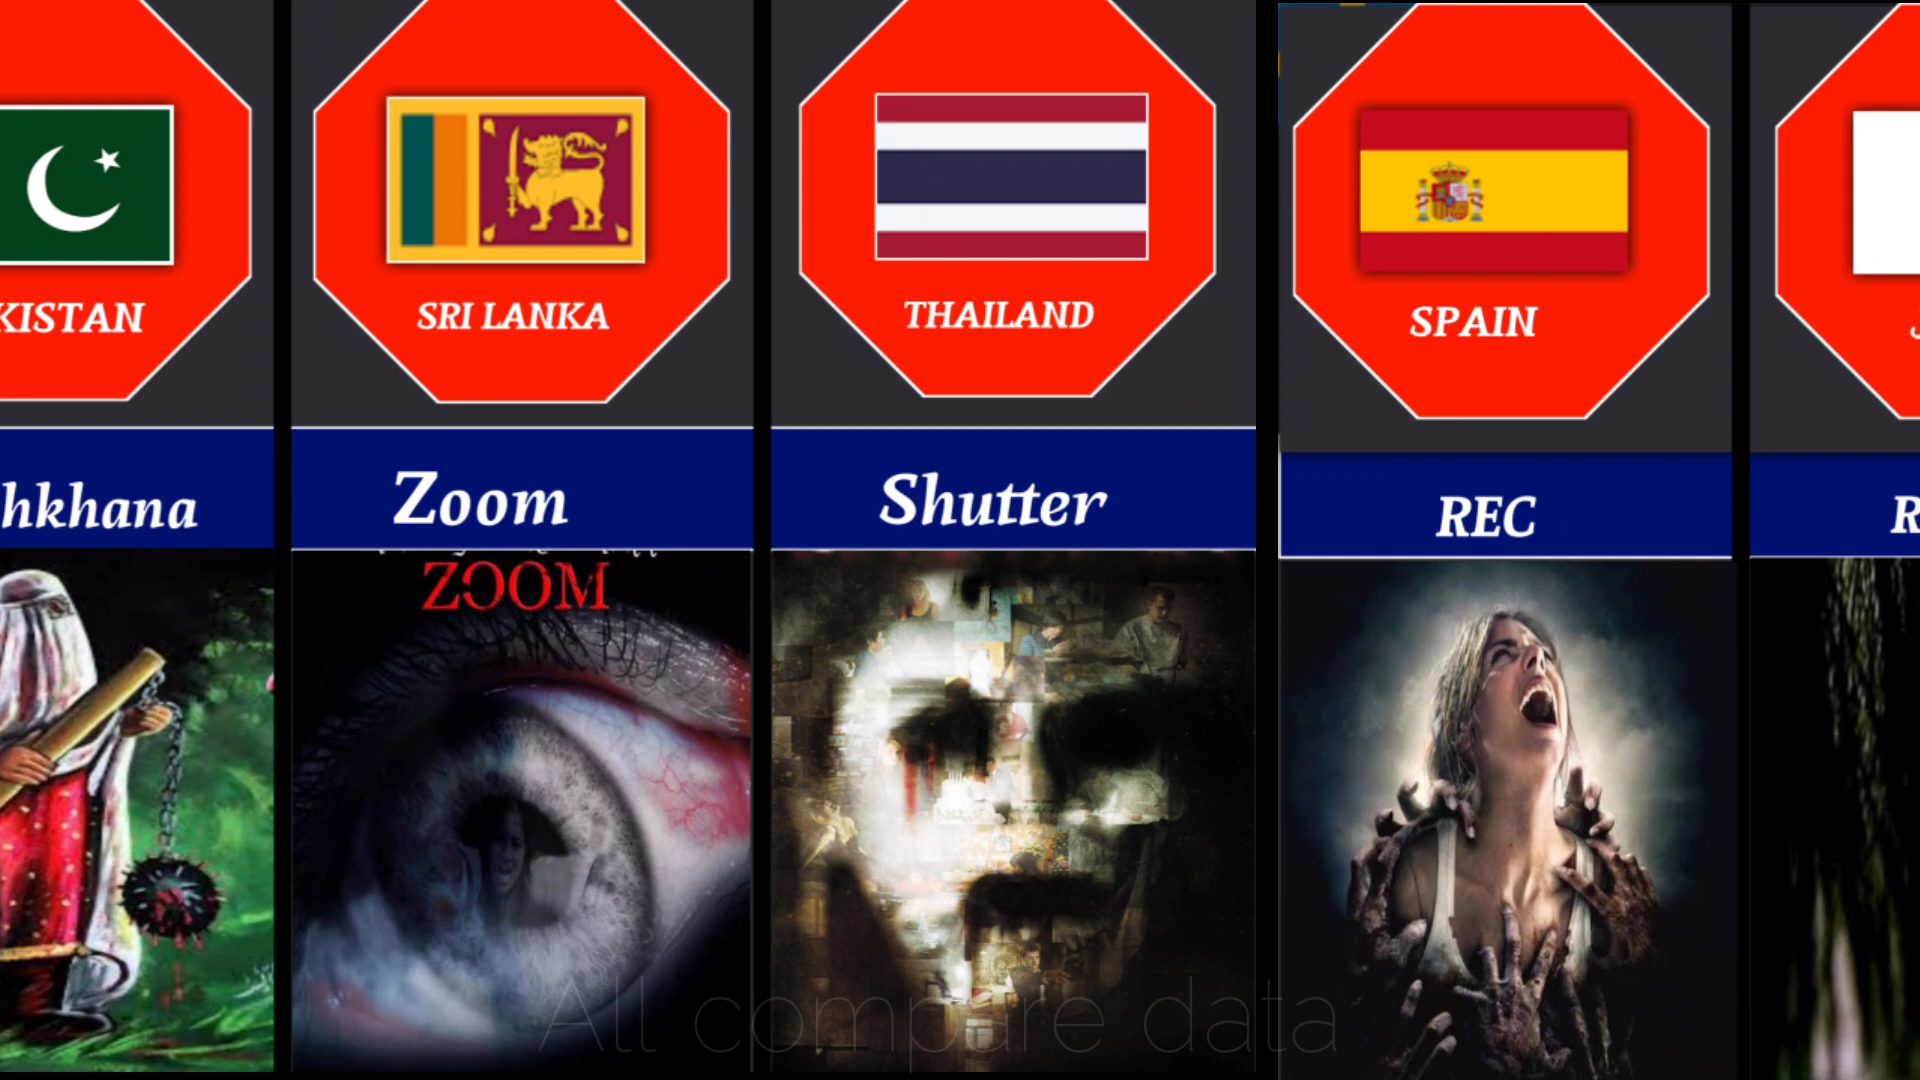 KISTAN
SRI LANKA
THAILAND
SPAIN
hkhana
Zoom
Shutter
REC
R
ZOOM
All compare data